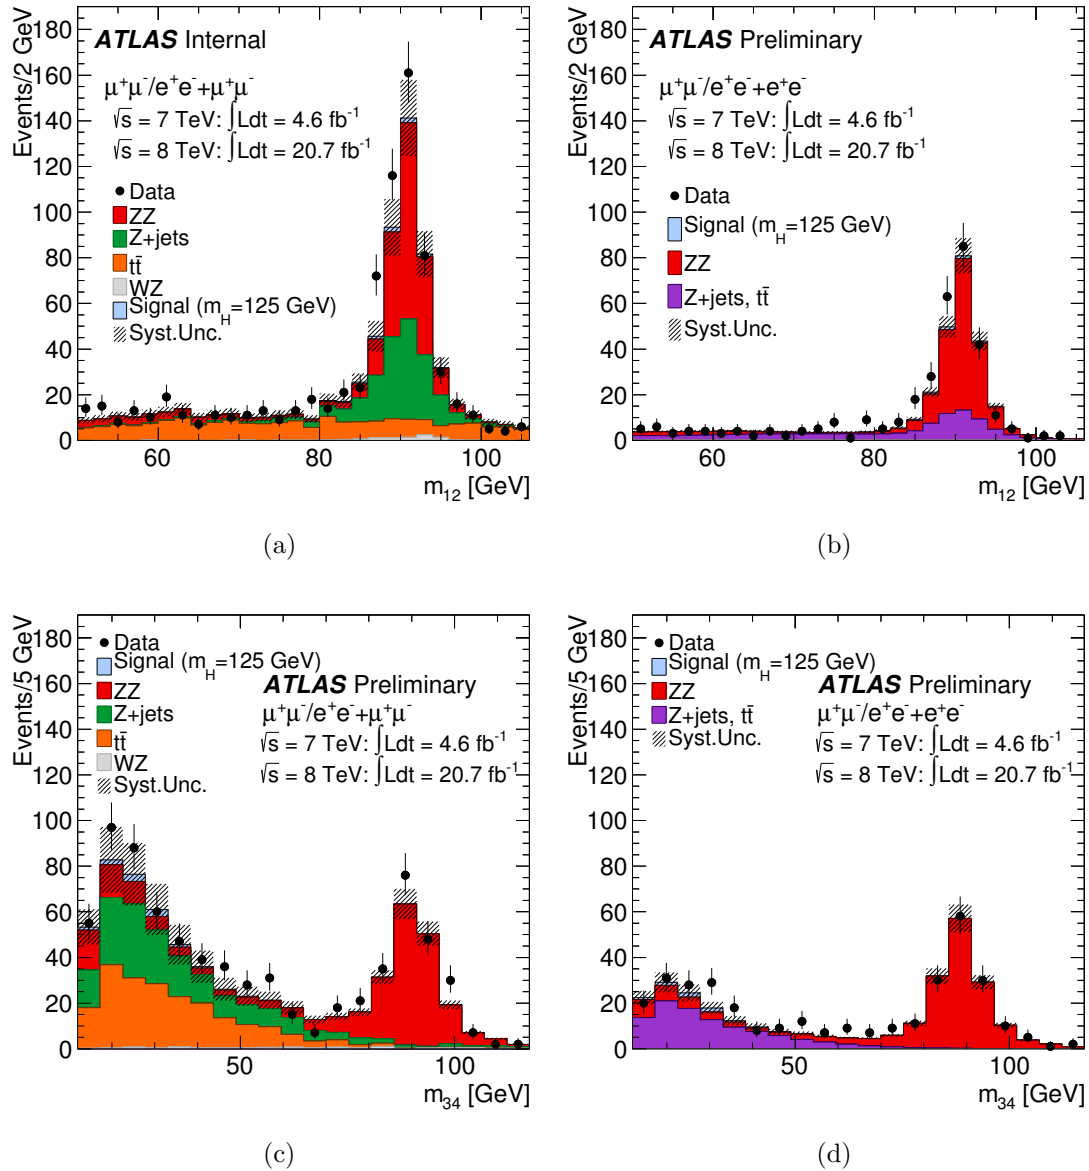 Events/2 GeV
180
160
140
120
100
80
60
40
20
0
ATLAS Internal
μ⁺μ⁻/e⁺e⁻+μ⁺μ⁻
√s = 7 TeV: ∫Ldt = 4.6 fb⁻¹
√s = 8 TeV: ∫Ldt = 20.7 fb⁻¹
Data
ZZ
Z+jets
tt̄
WZ
Signal (m_H=125 GeV)
Syst.Unc.
60 80 100
m₁₂ [GeV]
(a)
Events/2 GeV
180
160
140
120
100
80
60
40
20
0
ATLAS Preliminary
μ⁺μ⁻/e⁺e⁻+e⁺e⁻
√s = 7 TeV: ∫Ldt = 4.6 fb⁻¹
√s = 8 TeV: ∫Ldt = 20.7 fb⁻¹
Data
Signal (m_H=125 GeV)
ZZ
Z+jets, tt̄
Syst.Unc.
60 80 100
m₁₂ [GeV]
(b)
Events/5 GeV
180
160
140
120
100
80
60
40
20
0
Data
Signal (m_H=125 GeV)
ZZ
Z+jets
tt̄
WZ
Syst.Unc.
ATLAS Preliminary
μ⁺μ⁻/e⁺e⁻+μ⁺μ⁻
√s = 7 TeV: ∫Ldt = 4.6 fb⁻¹
√s = 8 TeV: ∫Ldt = 20.7 fb⁻¹
50 100
m₃₄ [GeV]
(c)
Events/5 GeV
180
160
140
120
100
80
60
40
20
0
Data
Signal (m_H=125 GeV)
ZZ
Z+jets, tt̄
Syst.Unc.
ATLAS Preliminary
μ⁺μ⁻/e⁺e⁻+e⁺e⁻
√s = 7 TeV: ∫Ldt = 4.6 fb⁻¹
√s = 8 TeV: ∫Ldt = 20.7 fb⁻¹
50 100
m₃₄ [GeV]
(d)